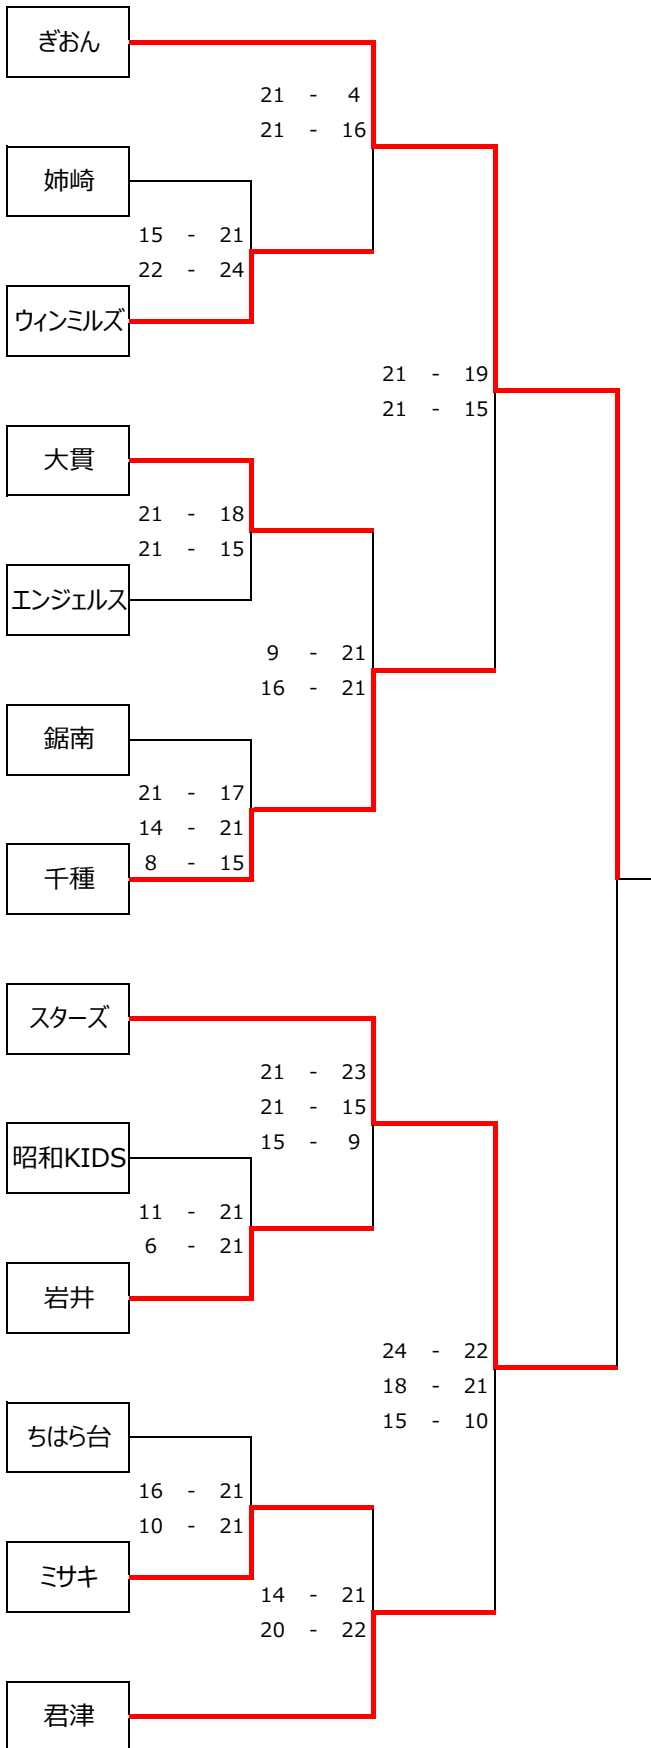 ぎおん
21 - 4
21 - 16
姉崎
15 - 21
22 - 24
ウィンミルズ
21 - 19
21 - 15
大貫
21 - 18
21 - 15
エンジェルス
9 - 21
16 - 21
鋸南
21 - 17
14 - 21
8 - 15
千種
スターズ
21 - 23
21 - 15
15 - 9
昭和KIDS
11 - 21
6 - 21
岩井
24 - 22
18 - 21
15 - 10
ちはら台
16 - 21
10 - 21
ミサキ
14 - 21
20 - 22
君津